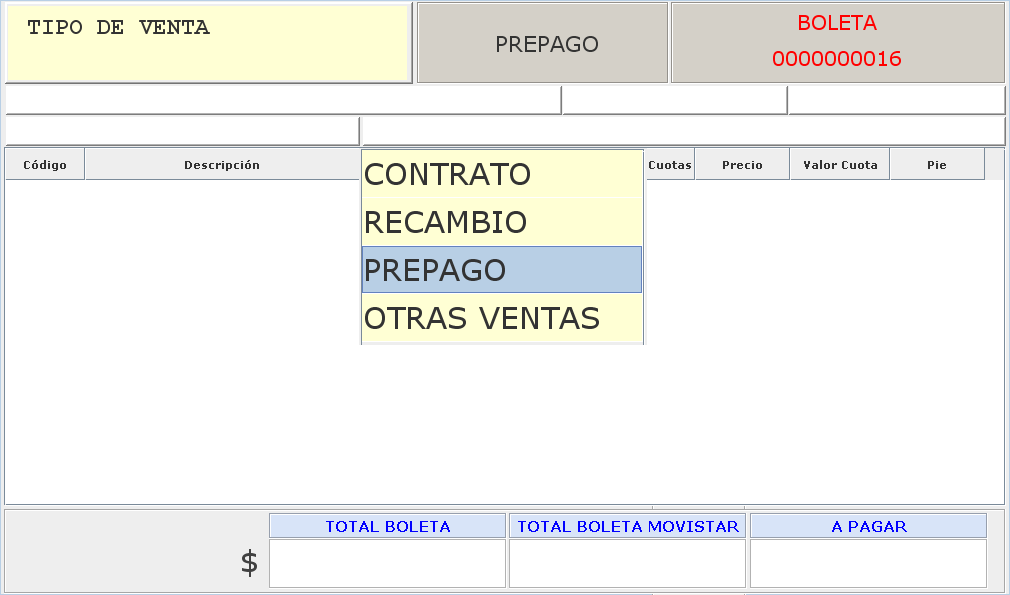 TIPO DE VENTA
PREPAGO
BOLETA
0000000016
Código Descripción Cuotas Precio Valor Cuota Pie
CONTRATO
RECAMBIO
PREPAGO
OTRAS VENTAS
TOTAL BOLETA TOTAL BOLETA MOVISTAR A PAGAR
$